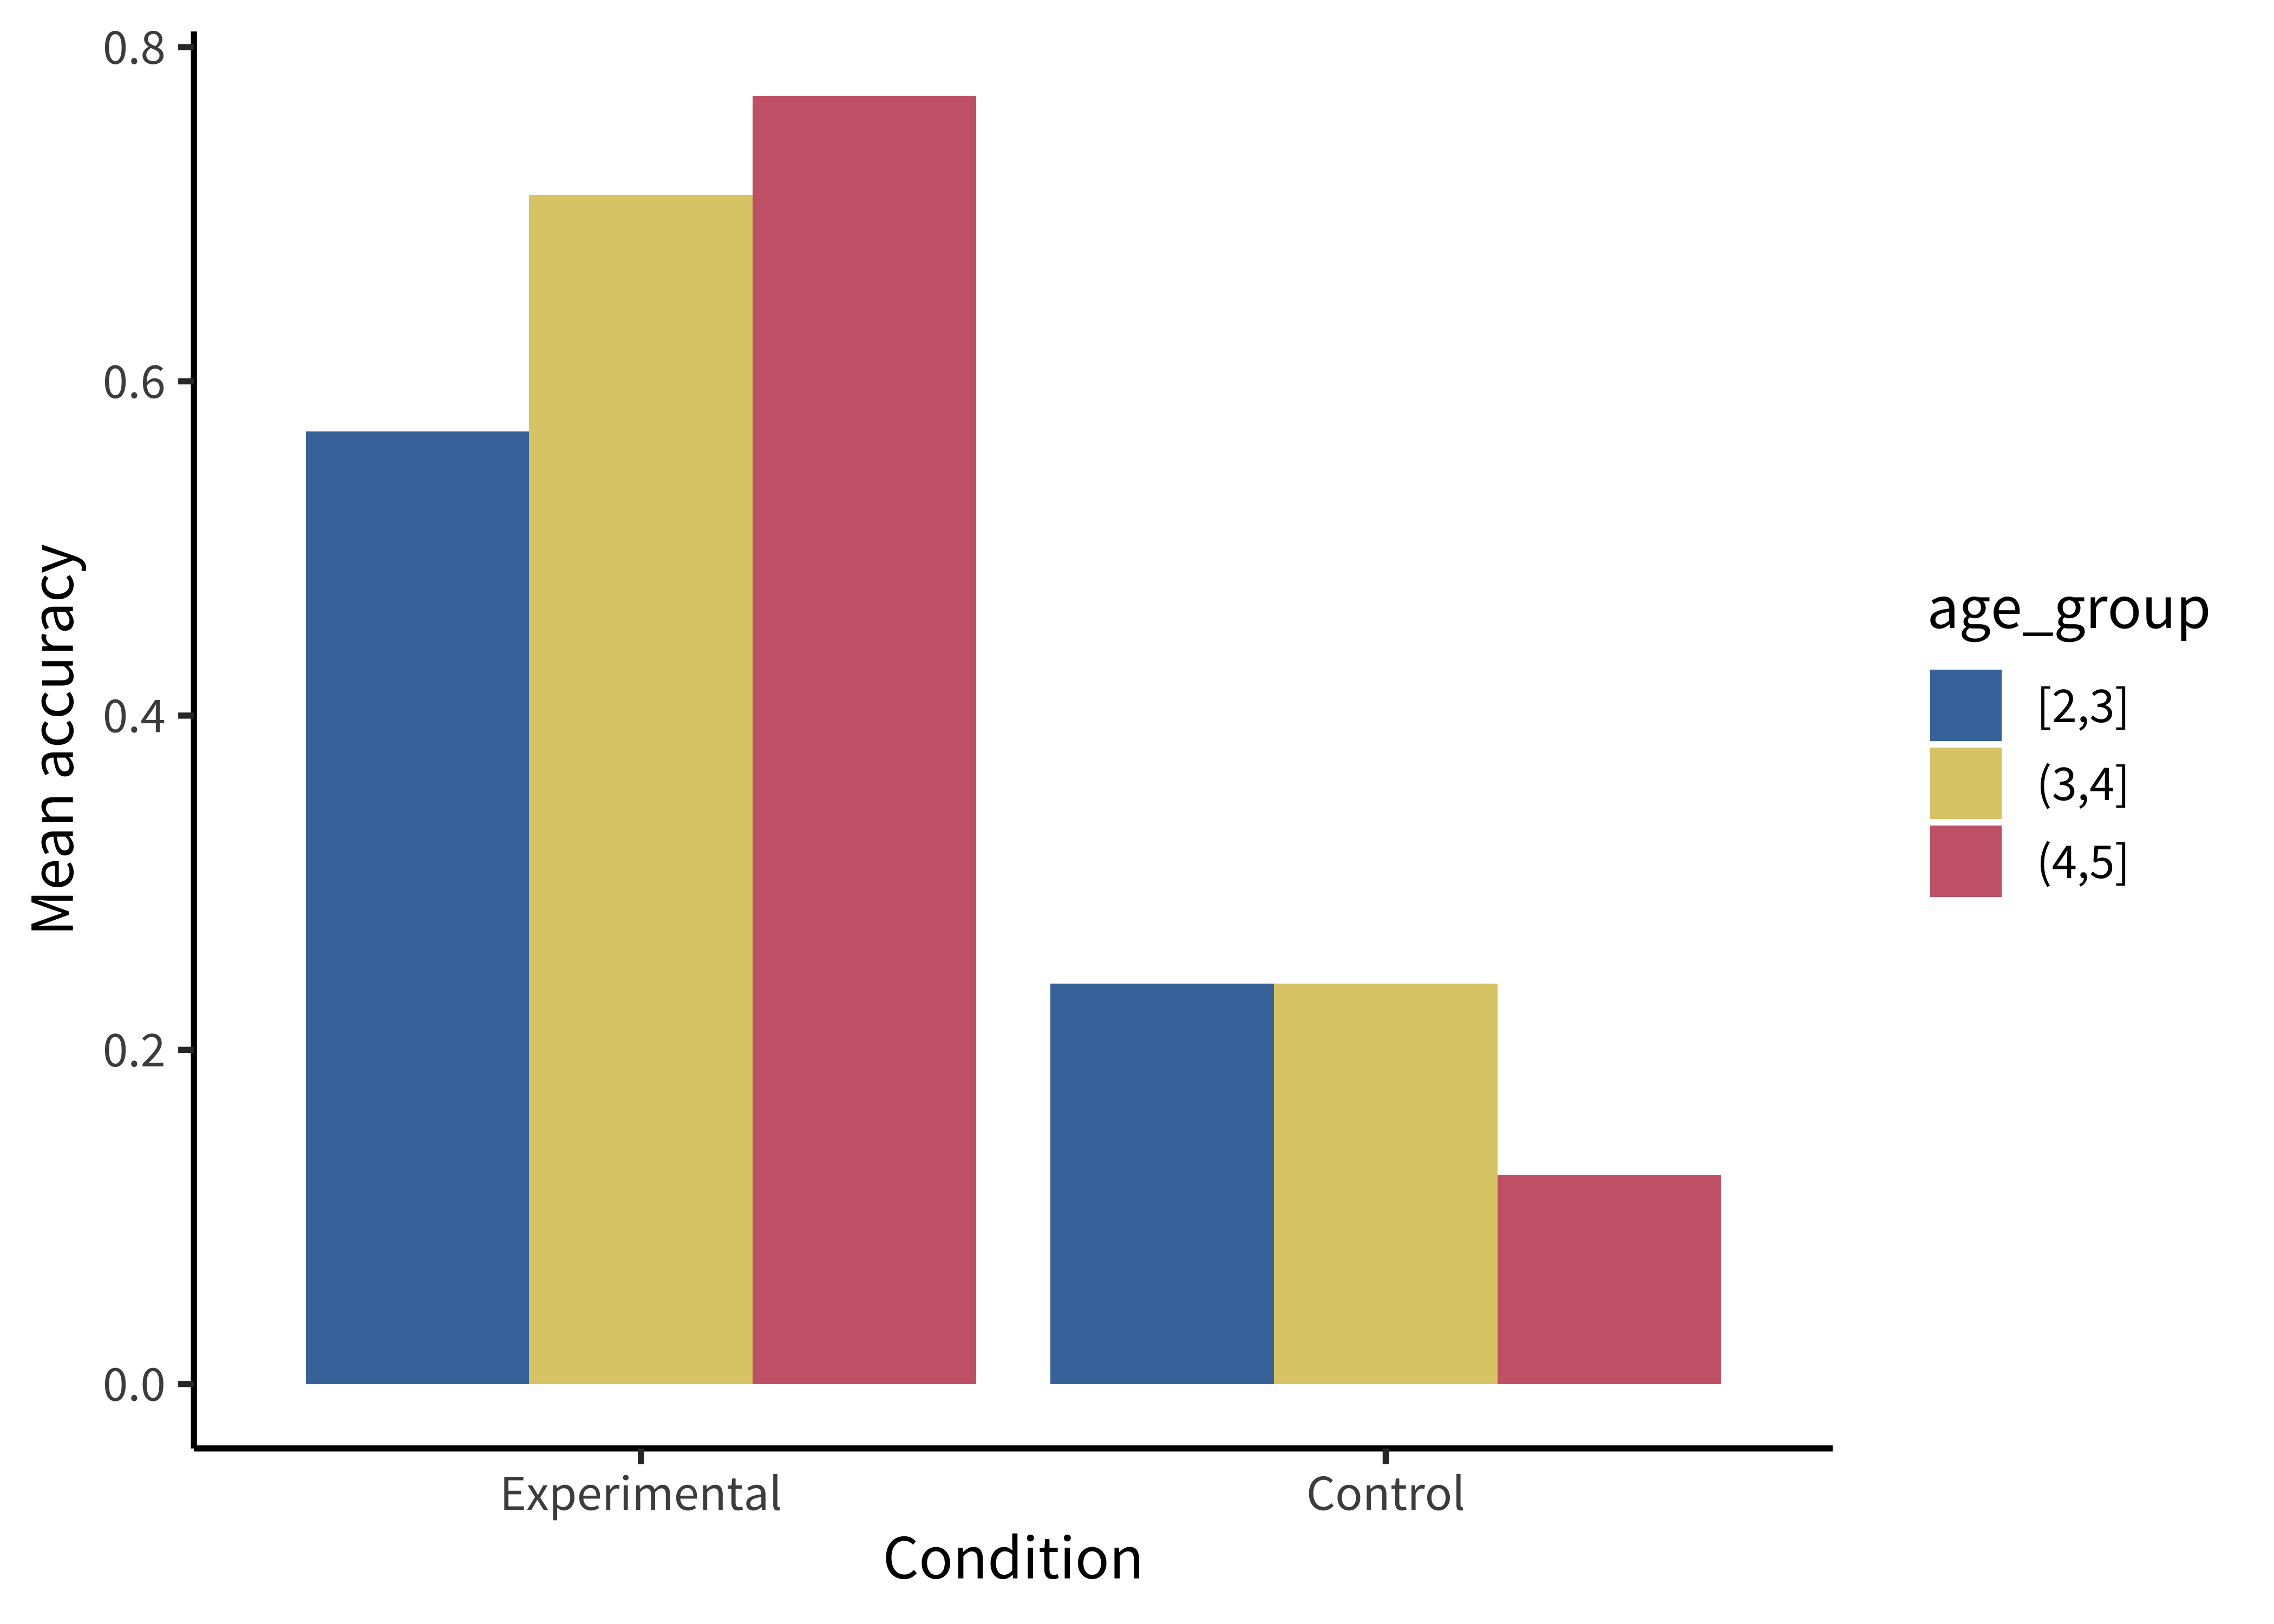 0.8
0.6
0.4
0.2
0.0
Mean accuracy
Experimental
Control
Condition
age_group
[2,3]
(3,4]
(4,5]